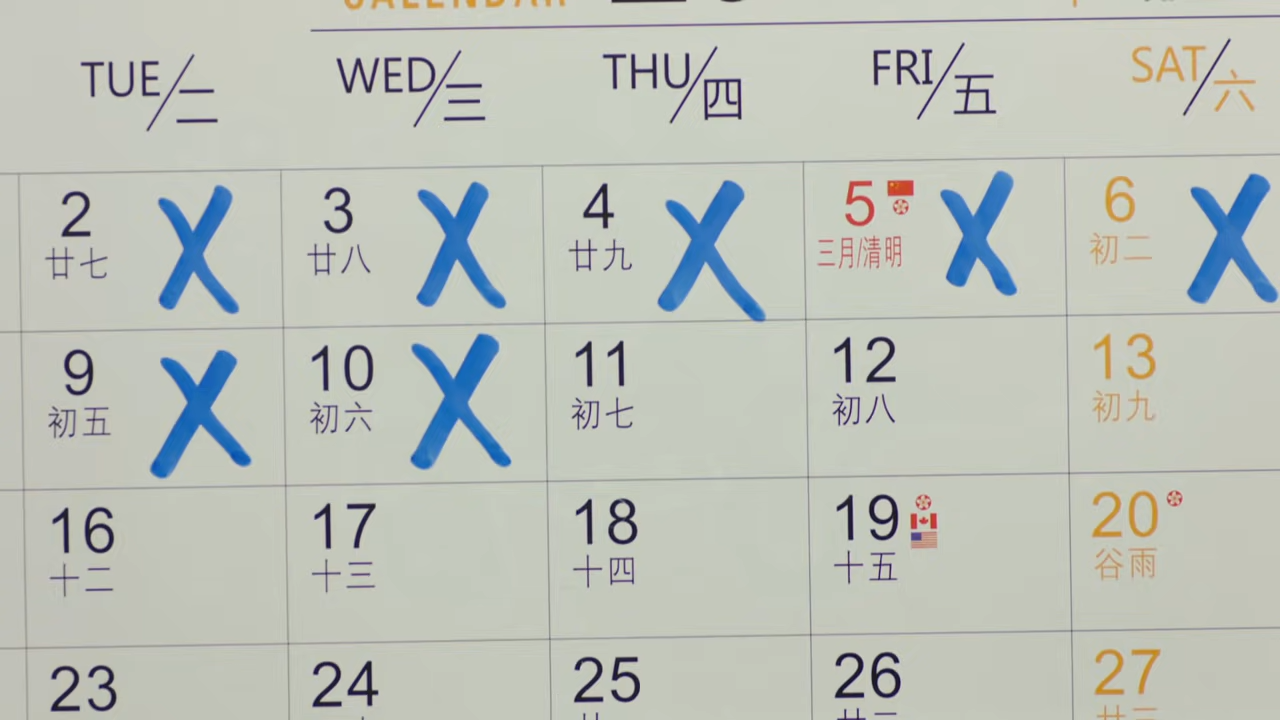 CALENDAR
TUE/二 WED/三 THU/四 FRI/五 SAT/六
2 3 4 5 6
廿七 廿八 廿九 三月/清明 初二
9 10 11 12 13
初五 初六 初七 初八 初九
16 17 18 19 20
十二 十三 十四 十五 谷雨
23 24 25 26 27